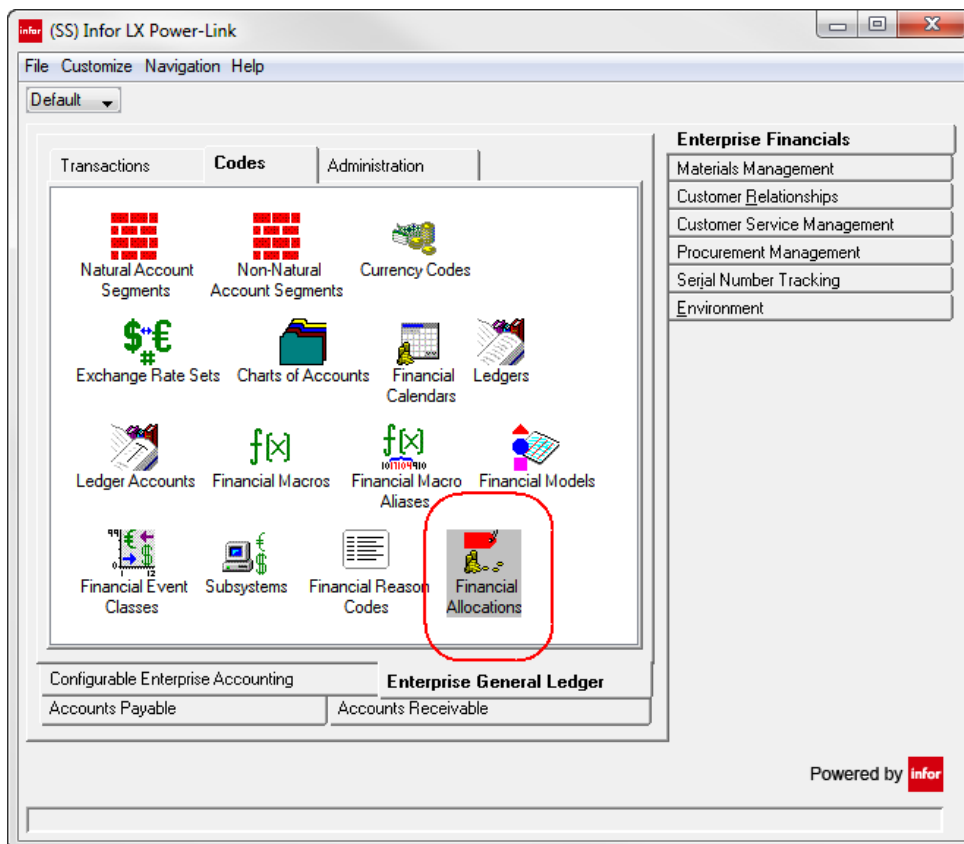 infor (SS) Infor LX Power-Link
File Customize Navigation Help
Default
Transactions Codes Administration
Natural Account
Segments
Non-Natural
Account Segments
Currency Codes
Exchange Rate Sets
Charts of Accounts
Financial
Calendars
Ledgers
Ledger Accounts
Financial Macros
Financial Macro
Aliases
Financial Models
Financial Event
Classes
Subsystems
Financial Reason
Codes
Financial
Allocations
Configurable Enterprise Accounting
Enterprise General Ledger
Accounts Payable
Accounts Receivable
Enterprise Financials
Materials Management
Customer Relationships
Customer Service Management
Procurement Management
Serial Number Tracking
Environment
Powered by infor